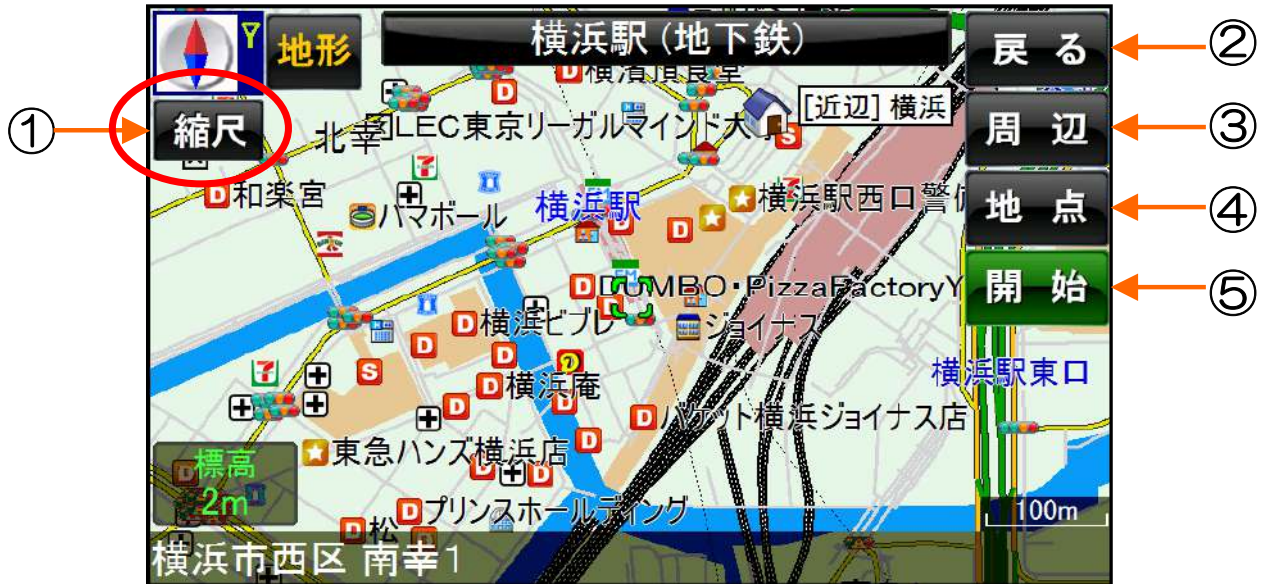 地形
横浜駅(地下鉄)
戻 る
②
D横濱頂食堂
D
[近辺] 横浜
①
縮尺
北幸
LEC東京リーガルマインド大
S
周 辺
③
D和楽宮
7
ハマボール
横浜駅
D
D
横浜駅西口警備
地 点
④
DUMBO・PizzaFactoryY
開 始
⑤
D横浜ビブレ
ジョイナス
D
D
7
S
D横浜庵
横浜駅東口
D
D
Dバケット横浜ジョイナス店
東急ハンズ横浜店
D
標高
2m
D
D
Dプリンスホールディング
100m
D松
横浜市西区 南幸1